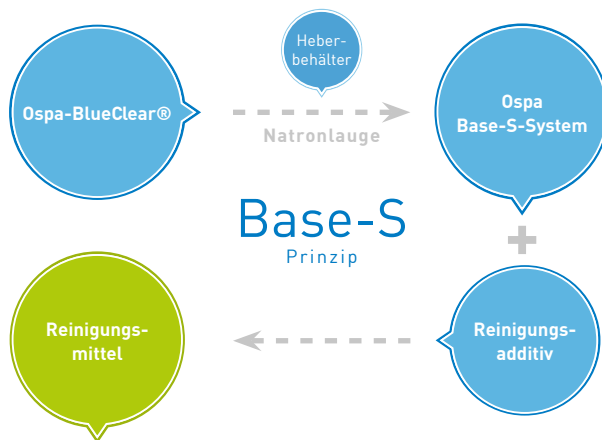 Heber-
behälter
Ospa-BlueClear®
Natronlauge
Ospa
Base-S-System
Base-S
Prinzip
+
Reinigungs-
mittel
Reinigungs-
additiv